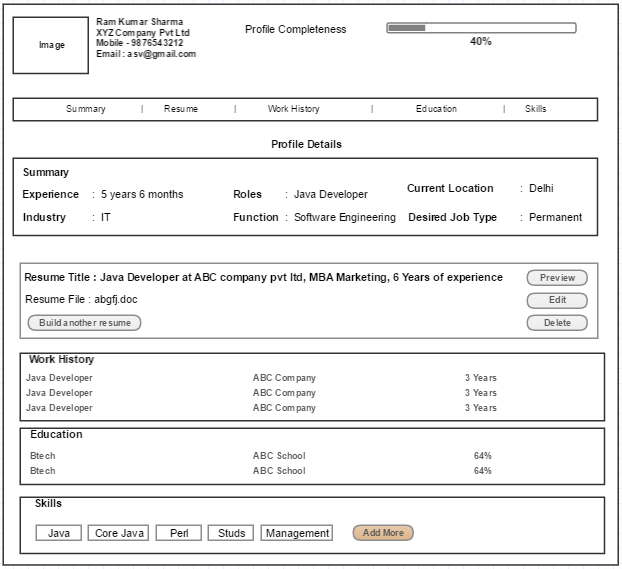 Image
Ram Kumar Sharma
XYZ Company Pvt Ltd
Mobile - 9876543212
Email : asv@gmail.com
Profile Completeness
40%
Summary | Resume | Work History | Education | Skills
Profile Details
Summary
Experience : 5 years 6 months Roles : Java Developer Current Location : Delhi
Industry : IT Function : Software Engineering Desired Job Type : Permanent
Resume Title : Java Developer at ABC company pvt ltd, MBA Marketing, 6 Years of experience Preview
Resume File : abgfj.doc Edit
Build another resume Delete
Work History
Java Developer ABC Company 3 Years
Java Developer ABC Company 3 Years
Java Developer ABC Company 3 Years
Education
Btech ABC School 64%
Btech ABC School 64%
Skills
Java Core Java Perl Studs Management Add More